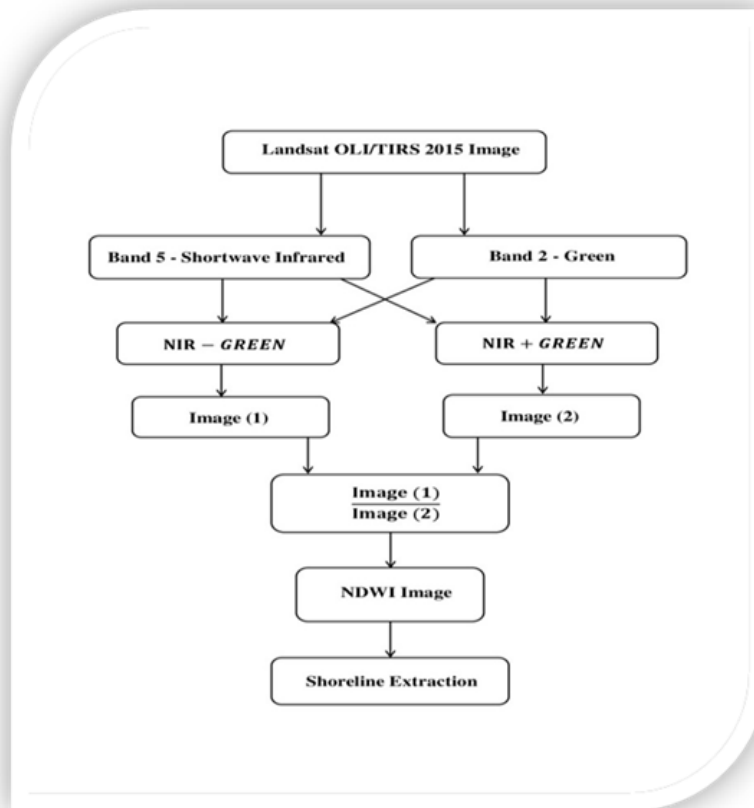 Landsat OLI/TIRS 2015 Image
Band 5 - Shortwave Infrared
Band 2 - Green
NIR − GREEN
NIR + GREEN
Image (1)
Image (2)
Image (1)
Image (2)
NDWI Image
Shoreline Extraction